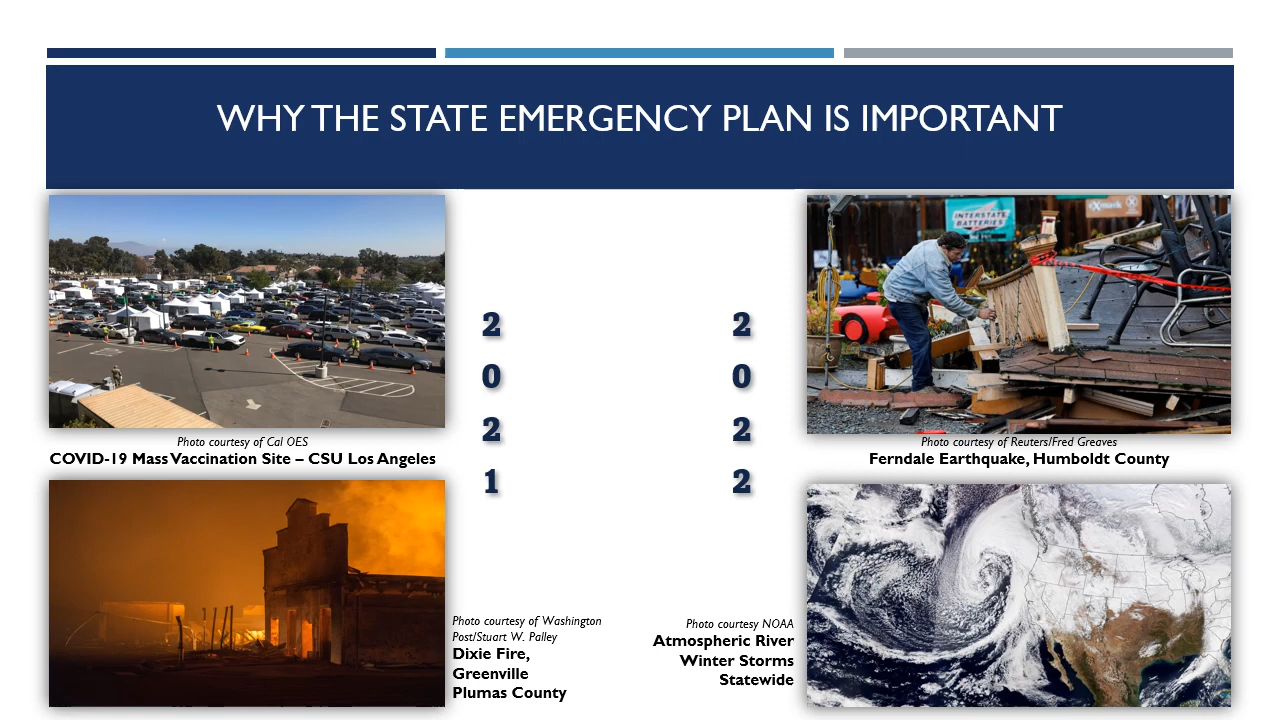 WHY THE STATE EMERGENCY PLAN IS IMPORTANT
INTERSTATE
BATTERIES
eXmark
Photo courtesy of Cal OES
COVID-19 Mass Vaccination Site – CSU Los Angeles
2
0
2
1
2
0
2
2
Photo courtesy of Reuters/Fred Greaves
Ferndale Earthquake, Humboldt County
Photo courtesy of Washington
Post/Stuart W. Palley
Dixie Fire,
Greenville
Plumas County
Photo courtesy NOAA
Atmospheric River
Winter Storms
Statewide